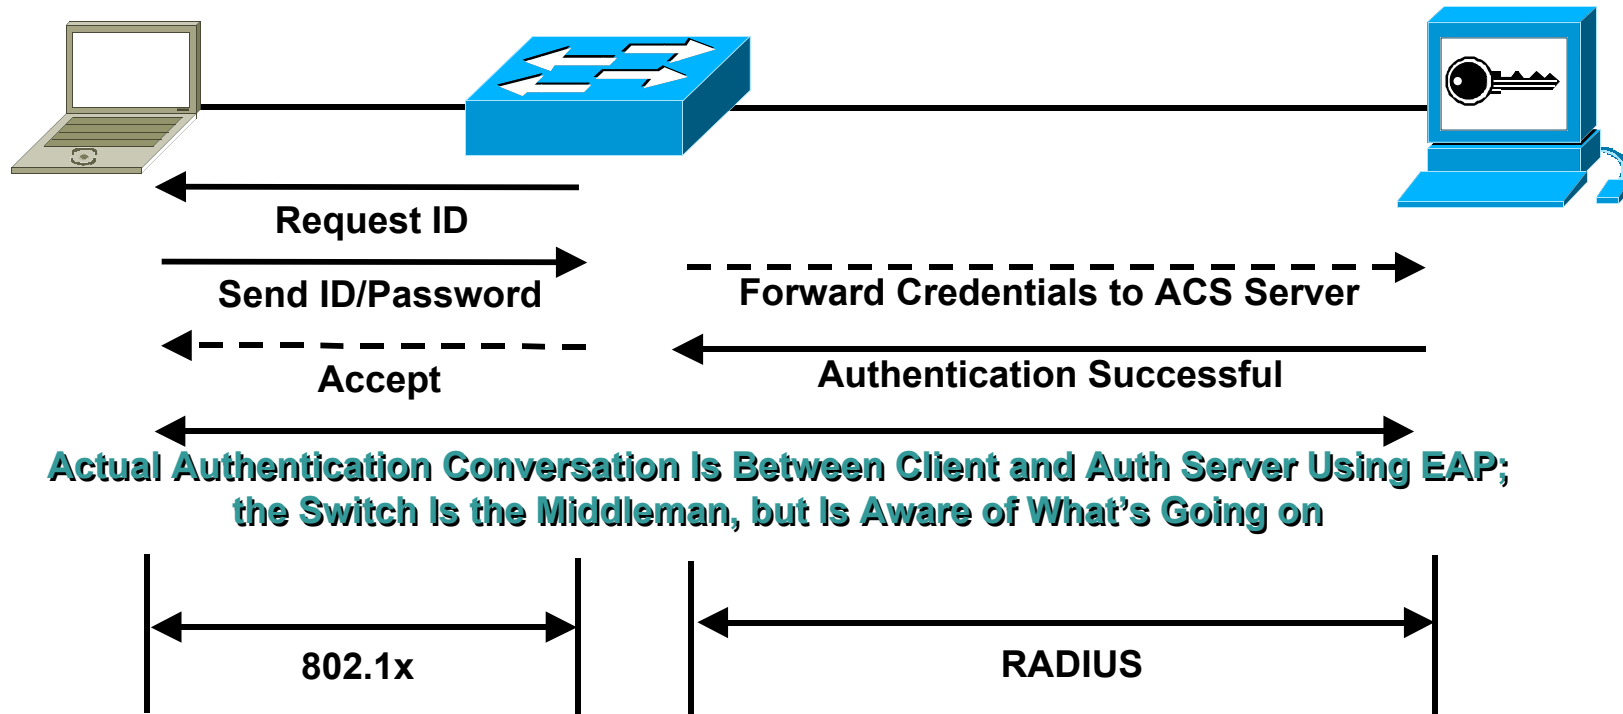 Request ID
Send ID/Password
Forward Credentials to ACS Server
Accept
Authentication Successful
Actual Authentication Conversation Is Between Client and Auth Server Using EAP;
the Switch Is the Middleman, but Is Aware of What's Going on
802.1x
RADIUS